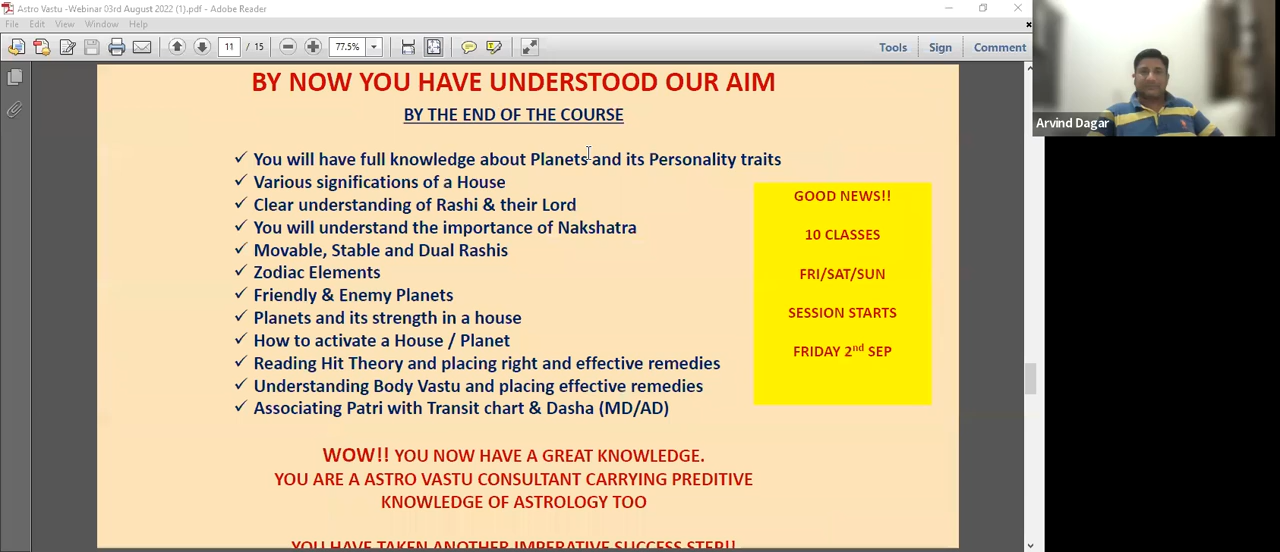 Astro Vastu -Webinar 03rd August 2022 (1).pdf - Adobe Reader
File Edit View Window Help
11 / 15 77.5% Tools Sign Comment
Arvind Dagar
BY NOW YOU HAVE UNDERSTOOD OUR AIM
BY THE END OF THE COURSE
✓ You will have full knowledge about Planets and its Personality traits
✓ Various significations of a House
✓ Clear understanding of Rashi & their Lord
✓ You will understand the importance of Nakshatra
✓ Movable, Stable and Dual Rashis
✓ Zodiac Elements
✓ Friendly & Enemy Planets
✓ Planets and its strength in a house
✓ How to activate a House / Planet
✓ Reading Hit Theory and placing right and effective remedies
✓ Understanding Body Vastu and placing effective remedies
✓ Associating Patri with Transit chart & Dasha (MD/AD)
GOOD NEWS!!
10 CLASSES
FRI/SAT/SUN
SESSION STARTS
FRIDAY 2nd SEP
WOW!! YOU NOW HAVE A GREAT KNOWLEDGE.
YOU ARE A ASTRO VASTU CONSULTANT CARRYING PREDITIVE
KNOWLEDGE OF ASTROLOGY TOO
YOU HAVE TAKEN ANOTHER IMPERATIVE SUCCESS STEP!!